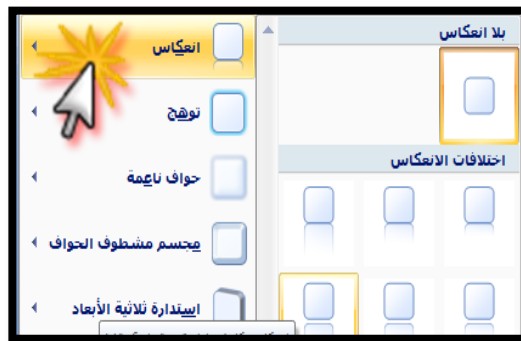 بلا انعكاس
اختلافات الانعكاس
انعكاس
توهج
حواف ناعمة
مجسم مشطوف الحواف
استدارة ثلاثية الأبعاد